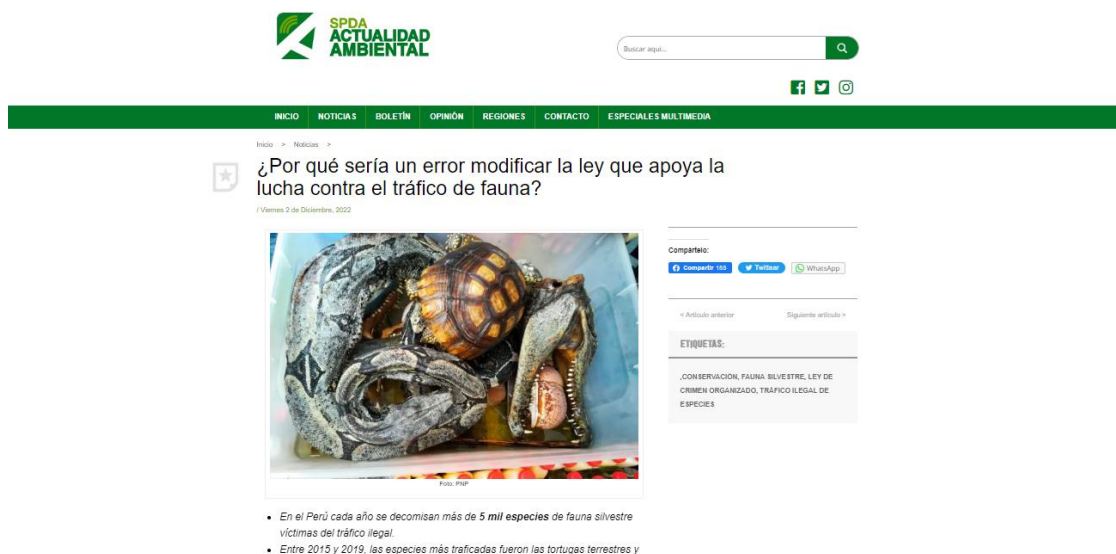 SPDA
ACTUALIDAD
AMBIENTAL
Buscar aquí...
INICIO NOTICIAS BOLETÍN OPINIÓN REGIONES CONTACTO ESPECIALES MULTIMEDIA
Inicio > Noticias >
¿Por qué sería un error modificar la ley que apoya la
lucha contra el tráfico de fauna?
/ Viernes 2 de Diciembre, 2022
Foto: PNP
Compártelo:
Compartir 153 Twittear WhatsApp
< Artículo anterior Siguiente artículo >
ETIQUETAS:
,CONSERVACIÓN, FAUNA SILVESTRE, LEY DE
CRIMEN ORGANIZADO, TRÁFICO ILEGAL DE
ESPECIES
• En el Perú cada año se decomisan más de 5 mil especies de fauna silvestre
víctimas del tráfico ilegal.
• Entre 2015 y 2019, las especies más traficadas fueron las tortugas terrestres y